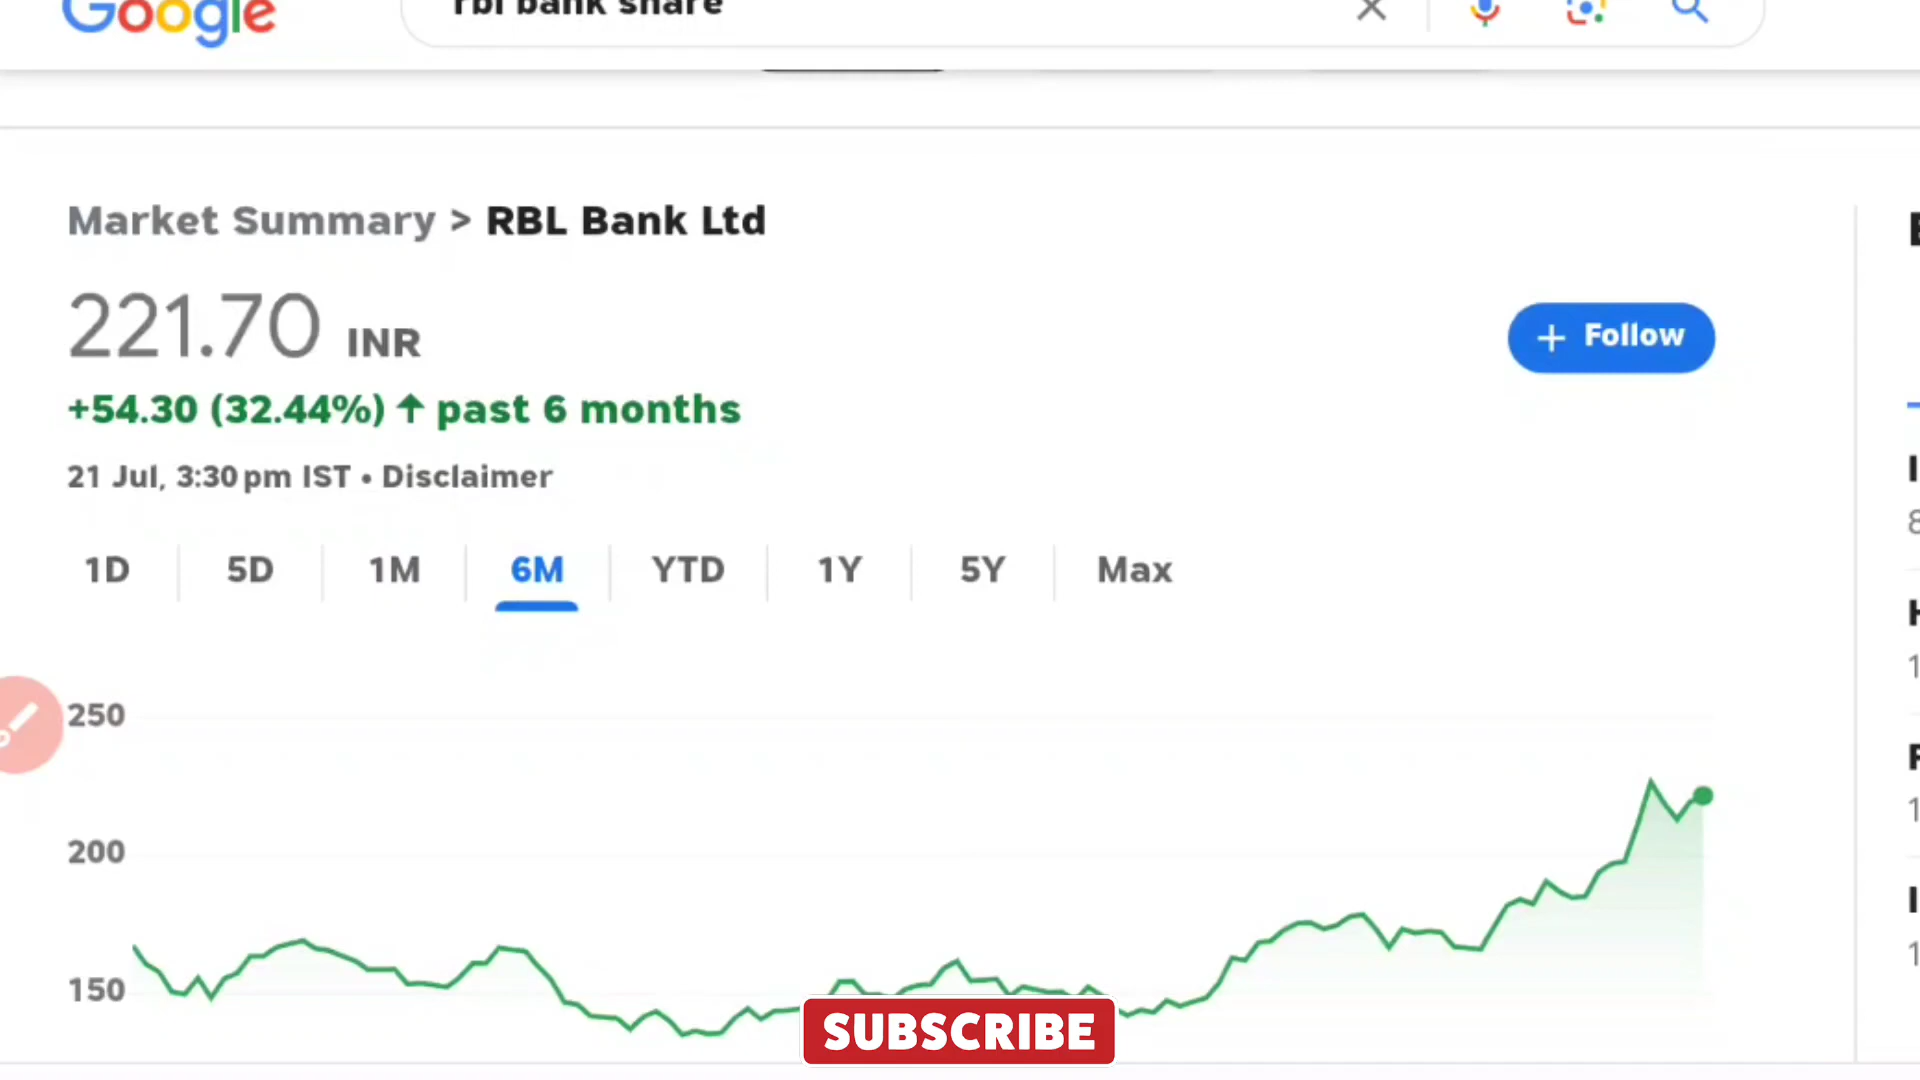 Google
rbl bank share
Market Summary > RBL Bank Ltd
221.70 INR
+ Follow
+54.30 (32.44%) ↑ past 6 months
21 Jul, 3:30 pm IST • Disclaimer
1D 5D 1M 6M YTD 1Y 5Y Max
250
200
150
SUBSCRIBE